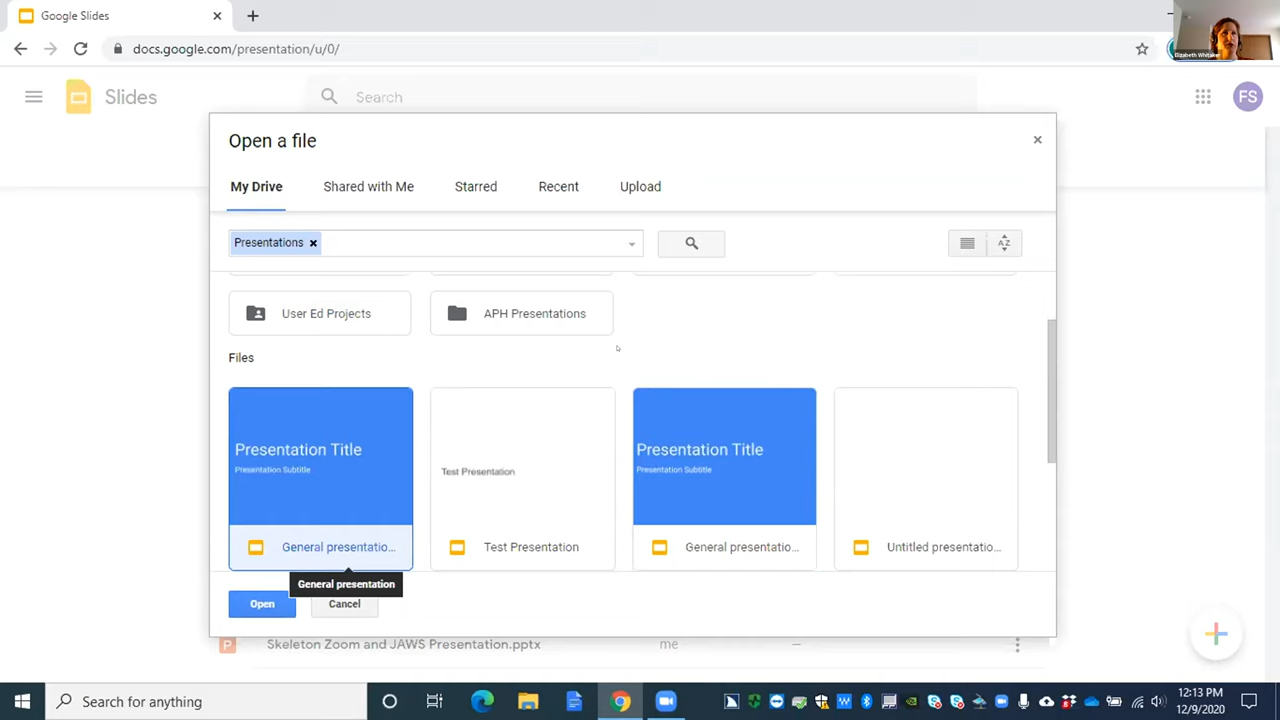 Google Slides
docs.google.com/presentation/u/0/
Elizabeth Whitaker
Slides
Search
FS
Open a file
My Drive
Shared with Me
Starred
Recent
Upload
Presentations
AZ
User Ed Projects
APH Presentations
Files
Presentation Title
Presentation Subtitle
General presentatio...
Test Presentation
Test Presentation
Presentation Title
Presentation Subtitle
General presentatio...
Untitled presentatio...
General presentation
Open
Cancel
P
Skeleton Zoom and JAWS Presentation.pptx
me
Search for anything
12:13 PM
12/9/2020